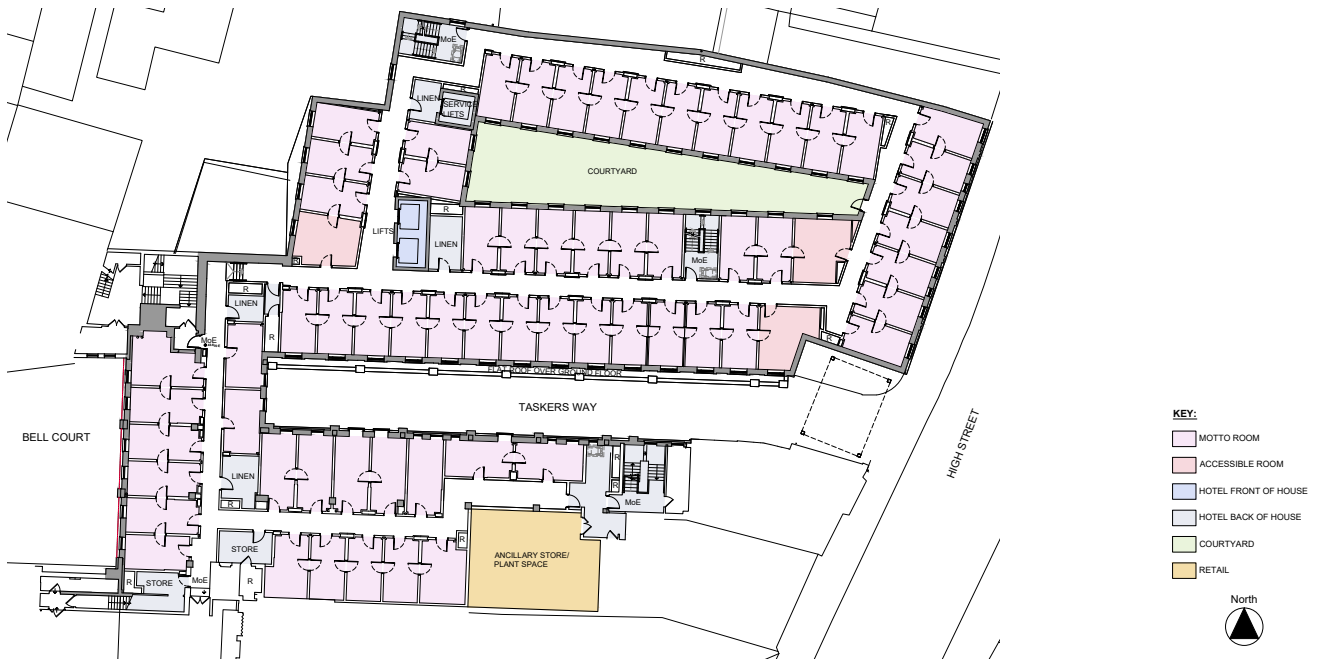 MoE
R
LINEN
R
SERVICE
LIFTS
R
COURTYARD
R
LIFTS
LINEN
MoE
R
LINEN
R
R
MoE
FLAT ROOF OVER GROUND FLOOR
TASKERS WAY
BELL COURT
HIGH STREET
LINEN
R
R
R
MoE
STORE
R
ANCILLARY STORE/
PLANT SPACE
STORE
R
MoE
R
KEY:
MOTTO ROOM
ACCESSIBLE ROOM
HOTEL FRONT OF HOUSE
HOTEL BACK OF HOUSE
COURTYARD
RETAIL
North